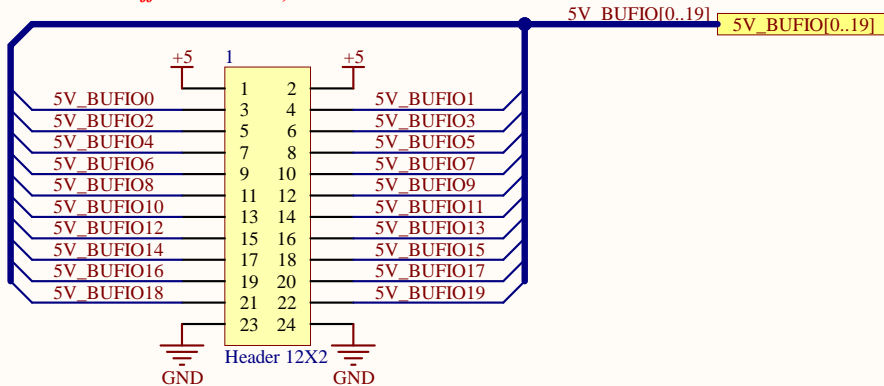 5V_BUFIO[0..19] 5V_BUFIO[0..19]
+5 1 +5
1 2
5V_BUFIO0 3 4 5V_BUFIO1
5V_BUFIO2 5 6 5V_BUFIO3
5V_BUFIO4 7 8 5V_BUFIO5
5V_BUFIO6 9 10 5V_BUFIO7
5V_BUFIO8 11 12 5V_BUFIO9
5V_BUFIO10 13 14 5V_BUFIO11
5V_BUFIO12 15 16 5V_BUFIO13
5V_BUFIO14 17 18 5V_BUFIO15
5V_BUFIO16 19 20 5V_BUFIO17
5V_BUFIO18 21 22 5V_BUFIO19
23 24
Header 12X2
GND GND